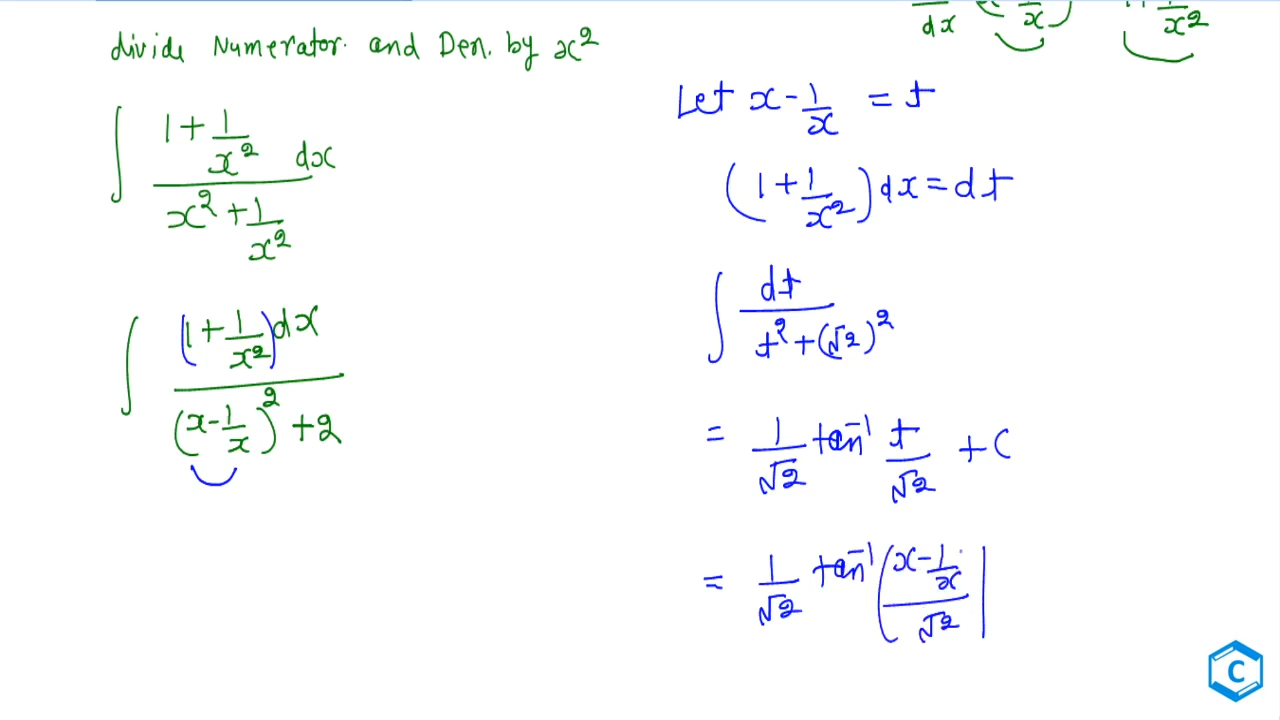 divide Numerator. and Den. by x²
∫ (1 + 1/x²) / (x² + 1/x²) dx
∫ (1 + 1/x²)dx / ((x - 1/x)² + 2)
Let x - 1/x = t
(1 + 1/x²) dx = dt
∫ dt / (t² + (√2)²)
= 1/√2 tan⁻¹ t/√2 + C
= 1/√2 tan⁻¹ ((x - 1/x)/√2
C